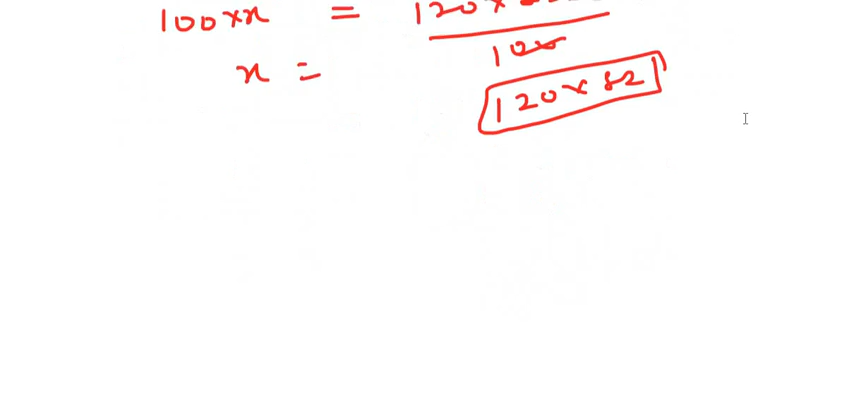 100 × x = 120 ×
100
x =
120 × 82